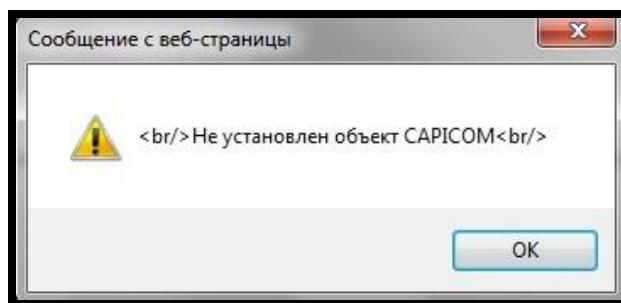 Сообщение с веб-страницы
<br/>Не установлен объект CAPICOM<br/>
OK